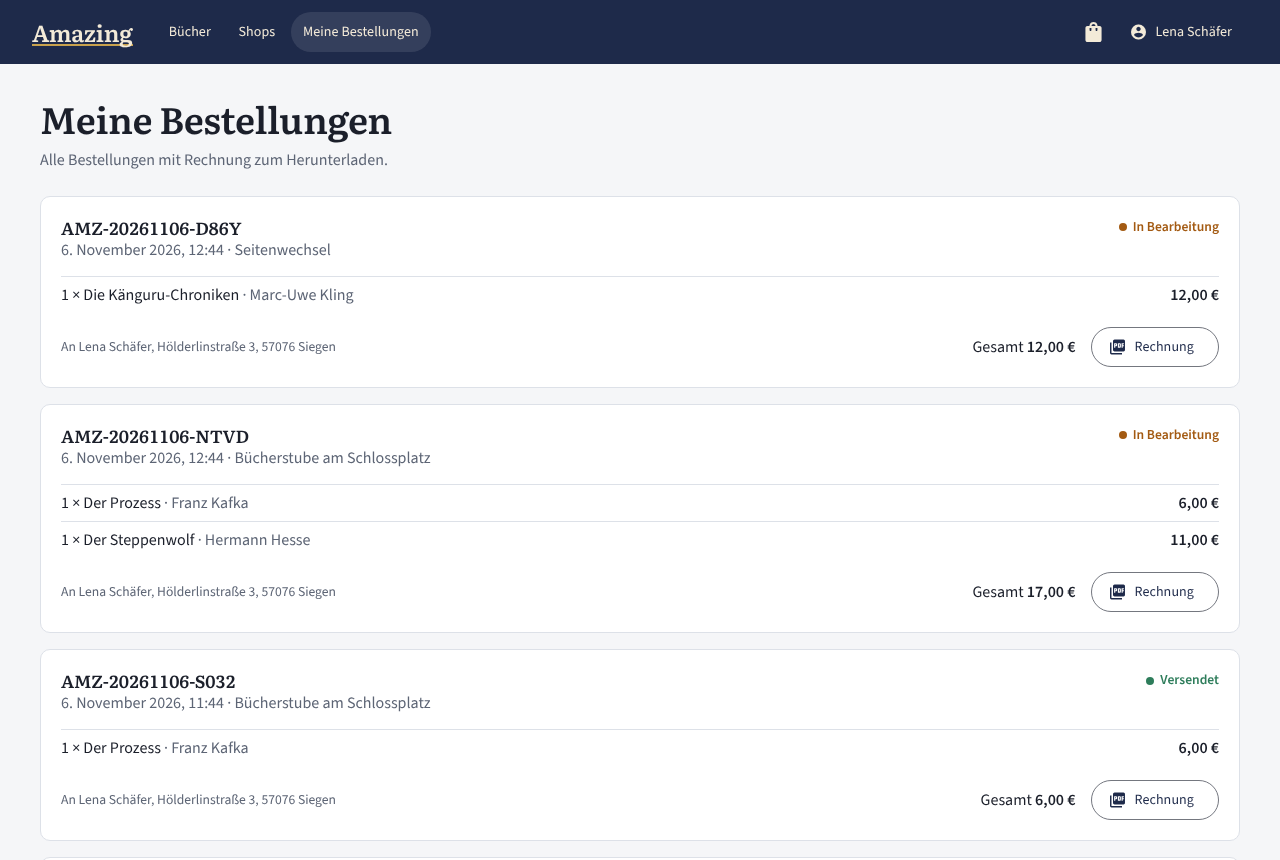 Amazing Bücher Shops Meine Bestellungen Lena Schäfer
Meine Bestellungen
Alle Bestellungen mit Rechnung zum Herunterladen.
AMZ-20261106-D86Y In Bearbeitung
6. November 2026, 12:44 · Seitenwechsel
1 × Die Känguru-Chroniken · Marc-Uwe Kling 12,00 €
An Lena Schäfer, Hölderlinstraße 3, 57076 Siegen Gesamt 12,00 € PDF Rechnung
AMZ-20261106-NTVD In Bearbeitung
6. November 2026, 12:44 · Bücherstube am Schlossplatz
1 × Der Prozess · Franz Kafka 6,00 €
1 × Der Steppenwolf · Hermann Hesse 11,00 €
An Lena Schäfer, Hölderlinstraße 3, 57076 Siegen Gesamt 17,00 € PDF Rechnung
AMZ-20261106-S032 Versendet
6. November 2026, 11:44 · Bücherstube am Schlossplatz
1 × Der Prozess · Franz Kafka 6,00 €
An Lena Schäfer, Hölderlinstraße 3, 57076 Siegen Gesamt 6,00 € PDF Rechnung